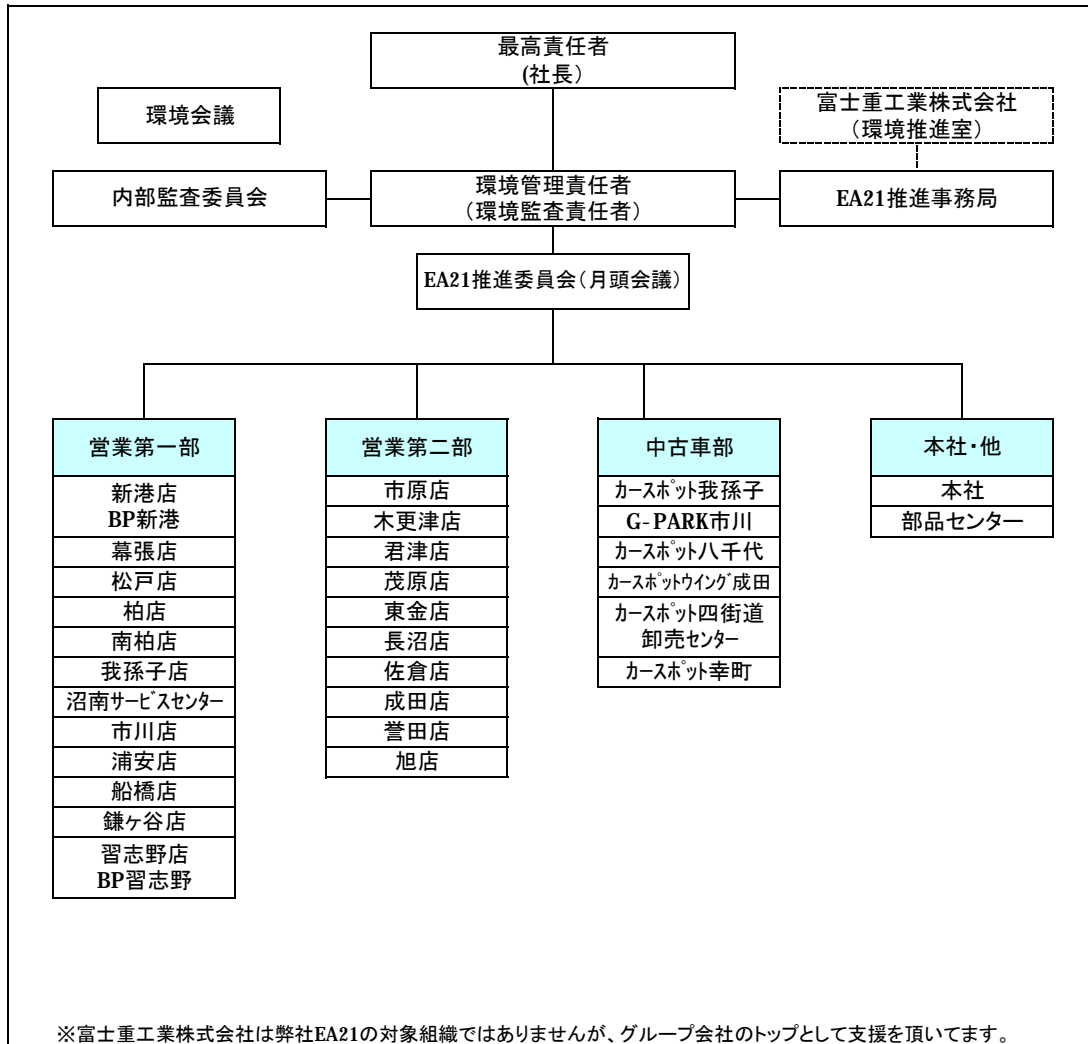 最高責任者
(社長)
環境会議
富士重工業株式会社
(環境推進室)
内部監査委員会
環境管理責任者
(環境監査責任者)
EA21推進事務局
EA21推進委員会(月頭会議)
営業第一部
新港店
BP新港
幕張店
松戸店
柏店
南柏店
我孫子店
沼南サービスセンター
市川店
浦安店
船橋店
鎌ヶ谷店
習志野店
BP習志野
営業第二部
市原店
木更津店
君津店
茂原店
東金店
長沼店
佐倉店
成田店
誉田店
旭店
中古車部
カースポット我孫子
G-PARK市川
カースポット八千代
カースポットウイング成田
カースポット四街道
卸売センター
カースポット幸町
本社・他
本社
部品センター
※富士重工業株式会社は弊社EA21の対象組織ではありませんが、グループ会社のトップとして支援を頂いてます。